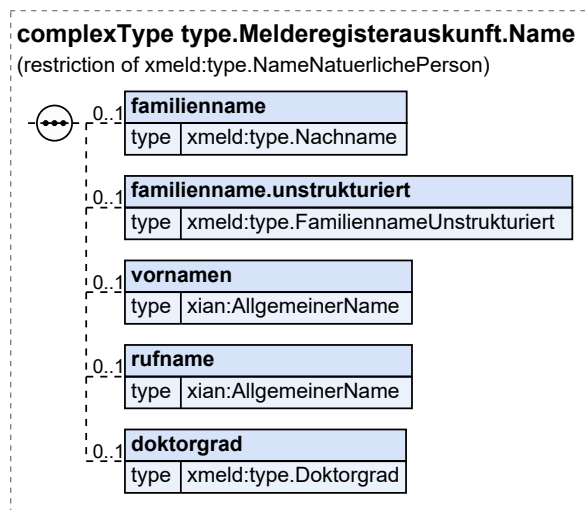 complexType type.Melderegisterauskunft.Name
(restriction of xmeld:type.NameNatuerlichePerson)
0..1 familienname
type xmeld:type.Nachname
0..1 familienname.unstrukturiert
type xmeld:type.FamiliennameUnstrukturiert
0..1 vornamen
type xian:AllgemeinerName
0..1 rufname
type xian:AllgemeinerName
0..1 doktorgrad
type xmeld:type.Doktorgrad